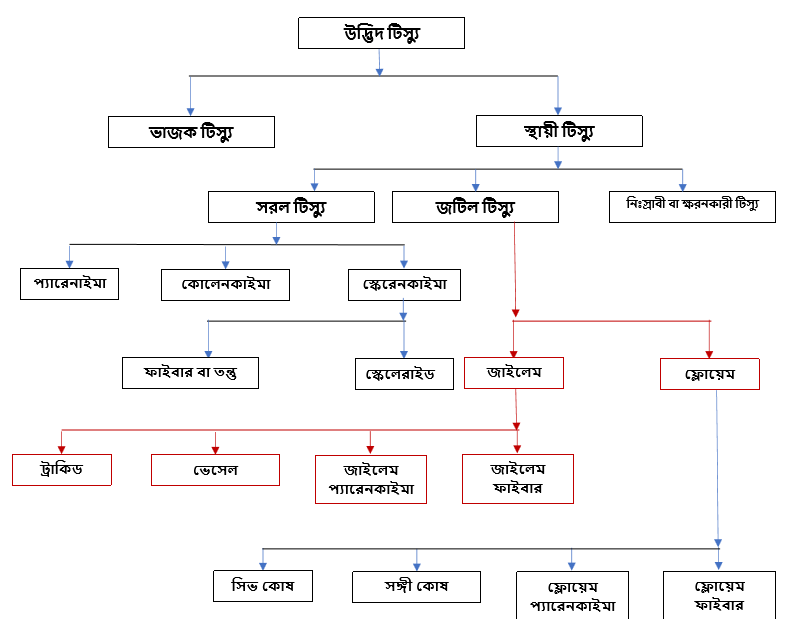 উদ্ভিদ টিস্যু
ভাজক টিস্যু
স্থায়ী টিস্যু
সরল টিস্যু
জটিল টিস্যু
নিঃস্রাবী বা ক্ষরনকারী টিস্যু
প্যারেনাইমা
কোলেনকাইমা
স্কেরেনকাইমা
ফাইবার বা তন্তু
স্কেলেরাইড
জাইলেম
ফ্লোয়েম
ট্রাকিড
ভেসেল
জাইলেম
প্যারেনকাইমা
জাইলেম
ফাইবার
সিভ কোষ
সঙ্গী কোষ
ফ্লোয়েম
প্যারেনকাইমা
ফ্লোয়েম
ফাইবার